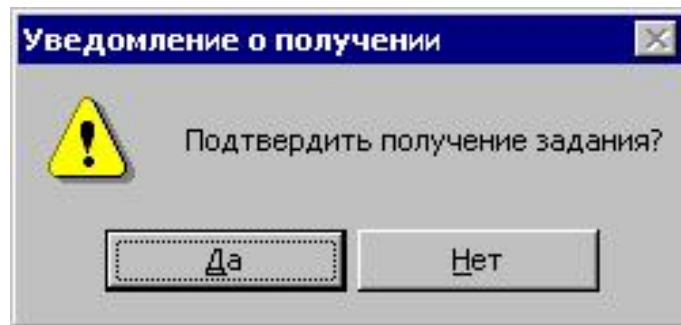 Уведомление о получении
Подтвердить получение задания?
Да
Нет